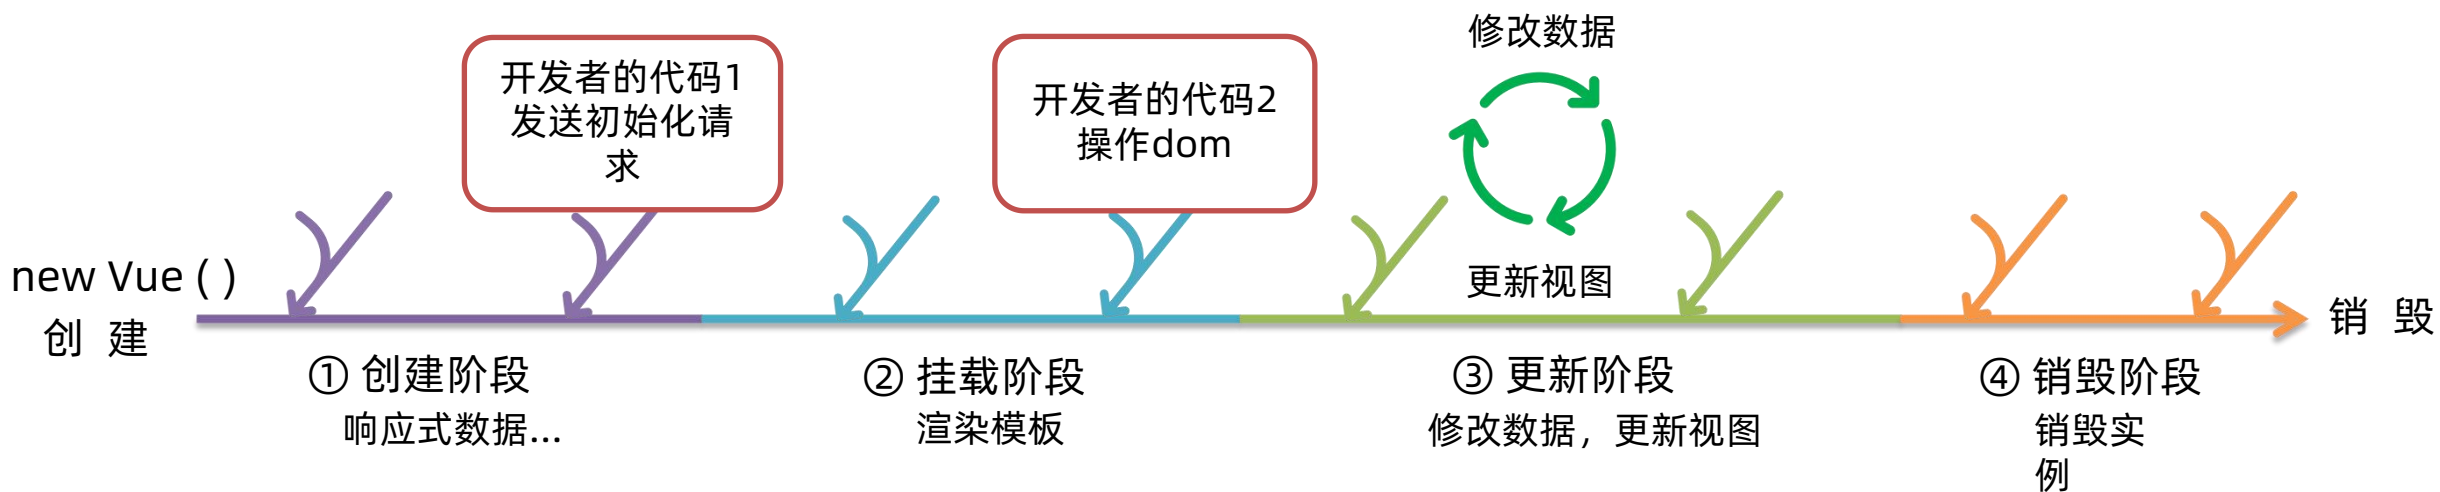 修改数据
开发者的代码1
发送初始化请
求
开发者的代码2
操作dom
更新视图
new Vue ( )
创 建
销 毁
① 创建阶段
响应式数据...
② 挂载阶段
渲染模板
③ 更新阶段
修改数据，更新视图
④ 销毁阶段
销毁实
例